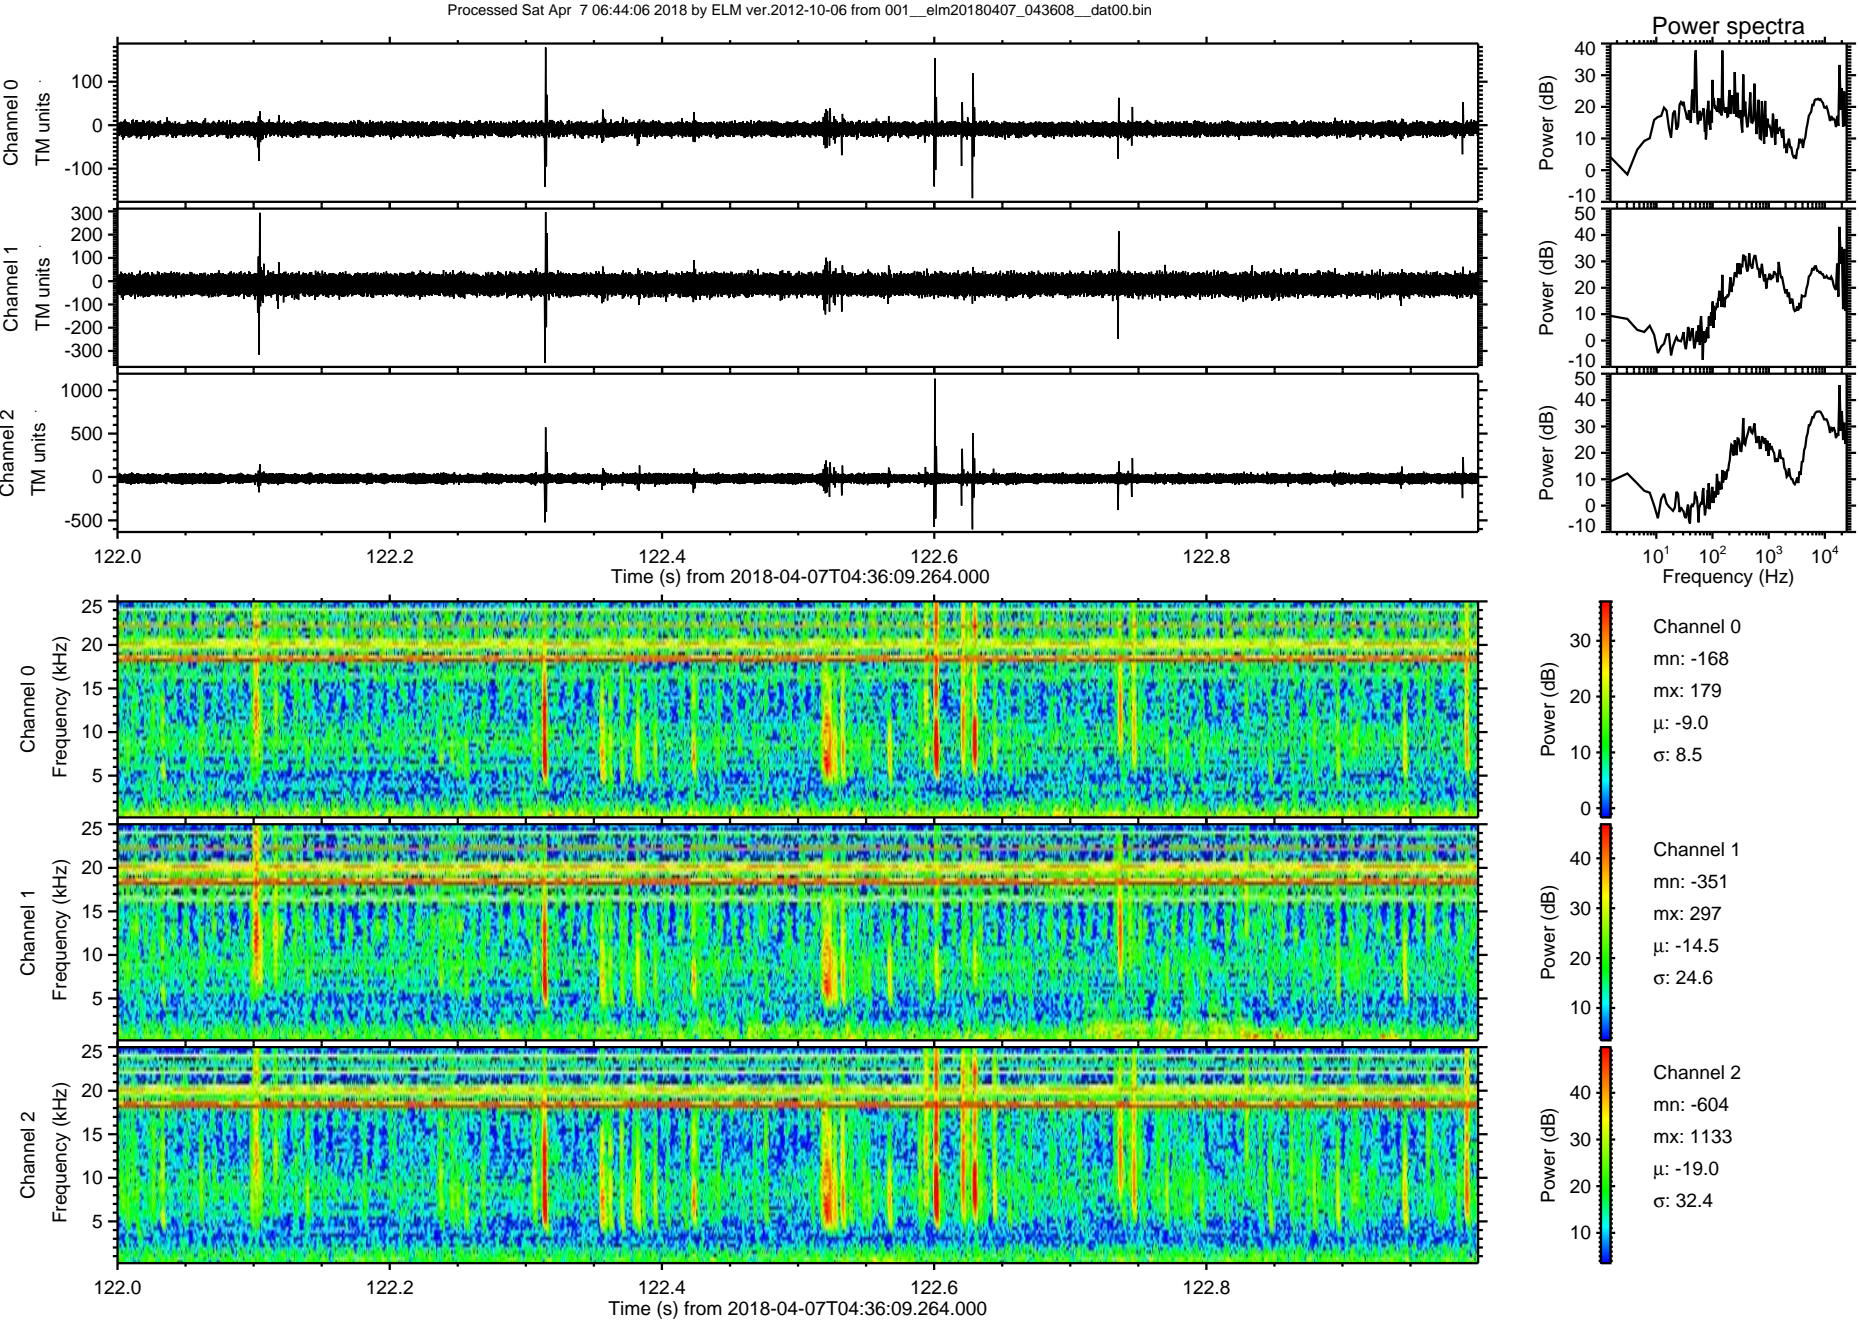 Processed Sat Apr  7 06:44:06 2018 by ELM ver.2012-10-06 from 001__elm20180407_043608__dat00.bin
Power spectra
Channel 0
TM units
100
0
-100
Power (dB)
40
30
20
10
0
-10
Channel 1
TM units
300
200
100
0
-100
-200
-300
Power (dB)
50
40
30
20
10
0
-10
Channel 2
TM units
1000
500
0
-500
Power (dB)
50
40
30
20
10
0
-10
122.0 122.2 122.4 122.6 122.8
Time (s) from 2018-04-07T04:36:09.264.000
10^1 10^2 10^3 10^4
Frequency (Hz)
Channel 0
Frequency (kHz)
25
20
15
10
5
Power (dB)
30
20
10
0
Channel 0
mn: -168
mx: 179
μ: -9.0
σ: 8.5
Channel 1
Frequency (kHz)
25
20
15
10
5
Power (dB)
40
30
20
10
Channel 1
mn: -351
mx: 297
μ: -14.5
σ: 24.6
Channel 2
Frequency (kHz)
25
20
15
10
5
Power (dB)
40
30
20
10
Channel 2
mn: -604
mx: 1133
μ: -19.0
σ: 32.4
122.0 122.2 122.4 122.6 122.8
Time (s) from 2018-04-07T04:36:09.264.000